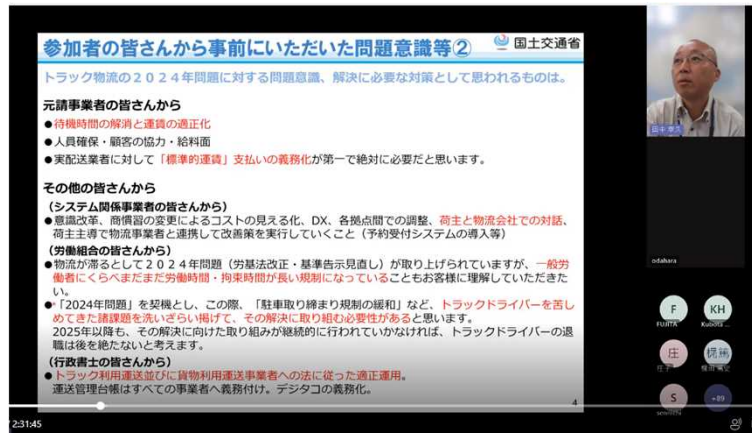 参加者の皆さんから事前にいただいた問題意識等②
国土交通省
トラック物流の２０２４年問題に対する問題意識、解決に必要な対策として思われるものは。
元請事業者の皆さんから
●待機時間の解消と運賃の適正化
●人員確保・顧客の協力・給料面
●実配送業者に対して「標準的運賃」支払いの義務化が第一で絶対に必要だと思います。
その他の皆さんから
（システム関係事業者の皆さんから）
●意識改革、商慣習の変更によるコストの見える化、DX、各拠点間での調整、荷主と物流会社での対話、
荷主主導で物流事業者と連携して改善策を実行していくこと（予約受付システムの導入等）
（労働組合の皆さんから）
●物流が滞るとして２０２４年問題（労基法改正・基準告示見直し）が取り上げられていますが、一般労
働者にくらべまだまだ労働時間・拘束時間が長い規制になっていることもお客様に理解していただきた
い。
●「2024年問題」を契機とし、この際、「駐車取り締まり規制の緩和」など、トラックドライバーを苦し
めてきた諸課題を洗いざらい掲げて、その解決に取り組む必要性があると思います。
2025年以降も、その解決に向けた取り組みが継続的に行われていかなければ、トラックドライバーの退
職は後を絶たないと考えます。
（行政書士の皆さんから）
●トラック利用運送並びに貨物利用運送事業者への法に従った適正運用。
運送管理台帳はすべての事業者へ義務付け。デジタコの義務化。
4
odahara
F
KH
FUJITA
Kubota ...
庄
梶篤
S
+89
2:31:45